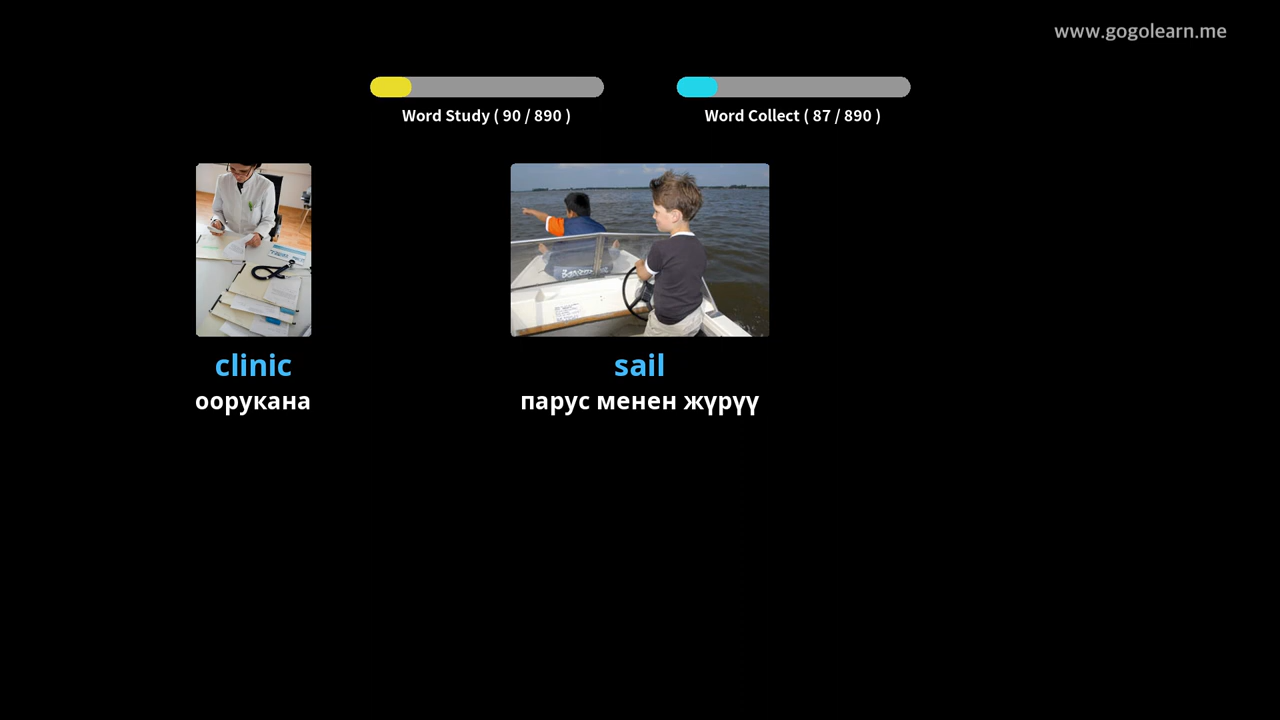 www.gogolearn.me
Word Study ( 90 / 890 )
Word Collect ( 87 / 890 )
clinic
оорукана
sail
парус менен жүрүү